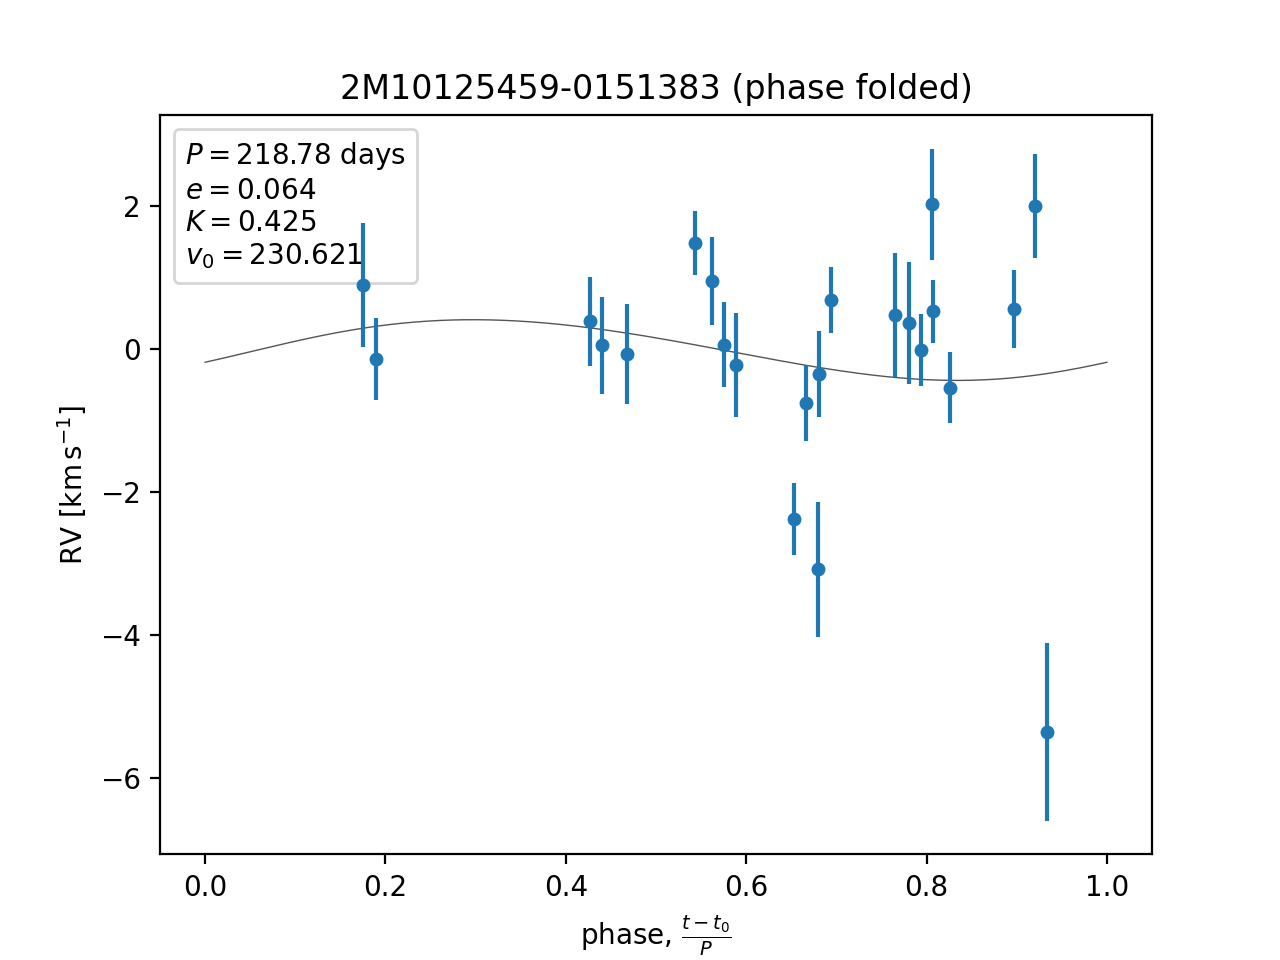 2M10125459-0151383 (phase folded)
P = 218.78 days
e = 0.064
K = 0.425
v₀ = 230.621
2
0
−2
−4
−6
RV [km s⁻¹]
0.0 0.2 0.4 0.6 0.8 1.0
phase, (t − t₀)/P